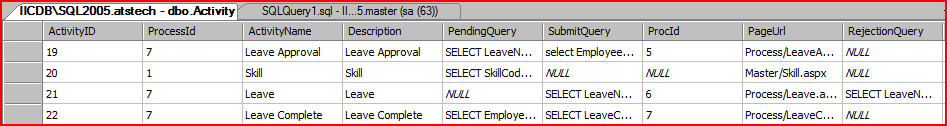 IICDB\SQL2005.atstech - dbo.Activity SQLQuery1.sql - II...5.master (sa (63))
ActivityID ProcessId ActivityName Description PendingQuery SubmitQuery ProcId PageUrl RejectionQuery
19 7 Leave Approval Leave Approval SELECT LeaveN... select Employee... 5 Process/LeaveA... NULL
20 1 Skill Skill SELECT SkillCod... NULL NULL Master/Skill.aspx NULL
21 7 Leave Leave NULL SELECT LeaveN... 6 Process/Leave.a... SELECT LeaveN...
22 7 Leave Complete Leave Complete SELECT Employe... SELECT LeaveN... 7 Process/LeaveC... NULL